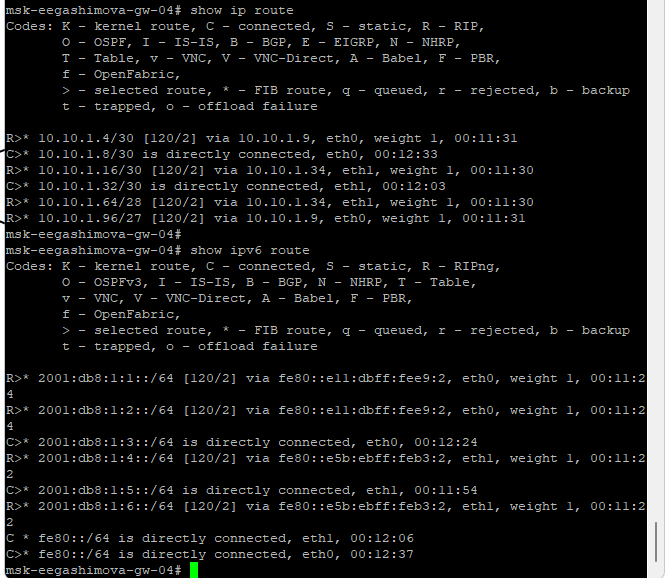 msk-eegashimova-gw-04# show ip route
Codes: K - kernel route, C - connected, S - static, R - RIP,
       O - OSPF, I - IS-IS, B - BGP, E - EIGRP, N - NHRP,
       T - Table, v - VNC, V - VNC-Direct, A - Babel, F - PBR,
       f - OpenFabric,
       > - selected route, * - FIB route, q - queued, r - rejected, b - backup
       t - trapped, o - offload failure

R>* 10.10.1.4/30 [120/2] via 10.10.1.9, eth0, weight 1, 00:11:31
C>* 10.10.1.8/30 is directly connected, eth0, 00:12:33
R>* 10.10.1.16/30 [120/2] via 10.10.1.34, eth1, weight 1, 00:11:30
C>* 10.10.1.32/30 is directly connected, eth1, 00:12:03
R>* 10.10.1.64/28 [120/2] via 10.10.1.34, eth1, weight 1, 00:11:30
R>* 10.10.1.96/27 [120/2] via 10.10.1.9, eth0, weight 1, 00:11:31
msk-eegashimova-gw-04#
msk-eegashimova-gw-04# show ipv6 route
Codes: K - kernel route, C - connected, S - static, R - RIPng,
       O - OSPFv3, I - IS-IS, B - BGP, N - NHRP, T - Table,
       v - VNC, V - VNC-Direct, A - Babel, F - PBR,
       f - OpenFabric,
       > - selected route, * - FIB route, q - queued, r - rejected, b - backup
       t - trapped, o - offload failure

R>* 2001:db8:1:1::/64 [120/2] via fe80::e11:dbff:fee9:2, eth0, weight 1, 00:11:2
4
R>* 2001:db8:1:2::/64 [120/2] via fe80::e11:dbff:fee9:2, eth0, weight 1, 00:11:2
4
C>* 2001:db8:1:3::/64 is directly connected, eth0, 00:12:24
R>* 2001:db8:1:4::/64 [120/2] via fe80::e5b:ebff:feb3:2, eth1, weight 1, 00:11:2
2
C>* 2001:db8:1:5::/64 is directly connected, eth1, 00:11:54
R>* 2001:db8:1:6::/64 [120/2] via fe80::e5b:ebff:feb3:2, eth1, weight 1, 00:11:2
2
C * fe80::/64 is directly connected, eth1, 00:12:06
C>* fe80::/64 is directly connected, eth0, 00:12:37
msk-eegashimova-gw-04#